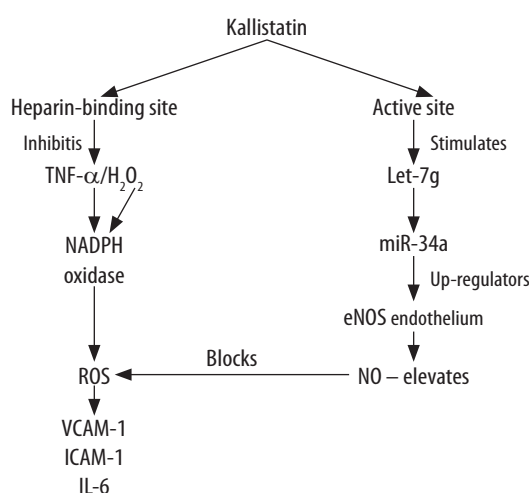 Kallistatin
Heparin-binding site
Active site
Inhibitis
Stimulates
TNF-α/H₂O₂
Let-7g
NADPH
oxidase
miR-34a
Up-regulators
eNOS endothelium
Blocks
ROS
NO – elevates
VCAM-1
ICAM-1
IL-6